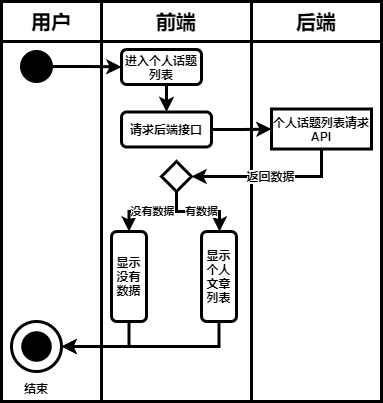 用户
前端
后端
进入个人话题
列表
请求后端接口
个人话题列表请求
API
返回数据
没有数据
有数据
显示
没有
数据
显示
个人
文章
列表
结束